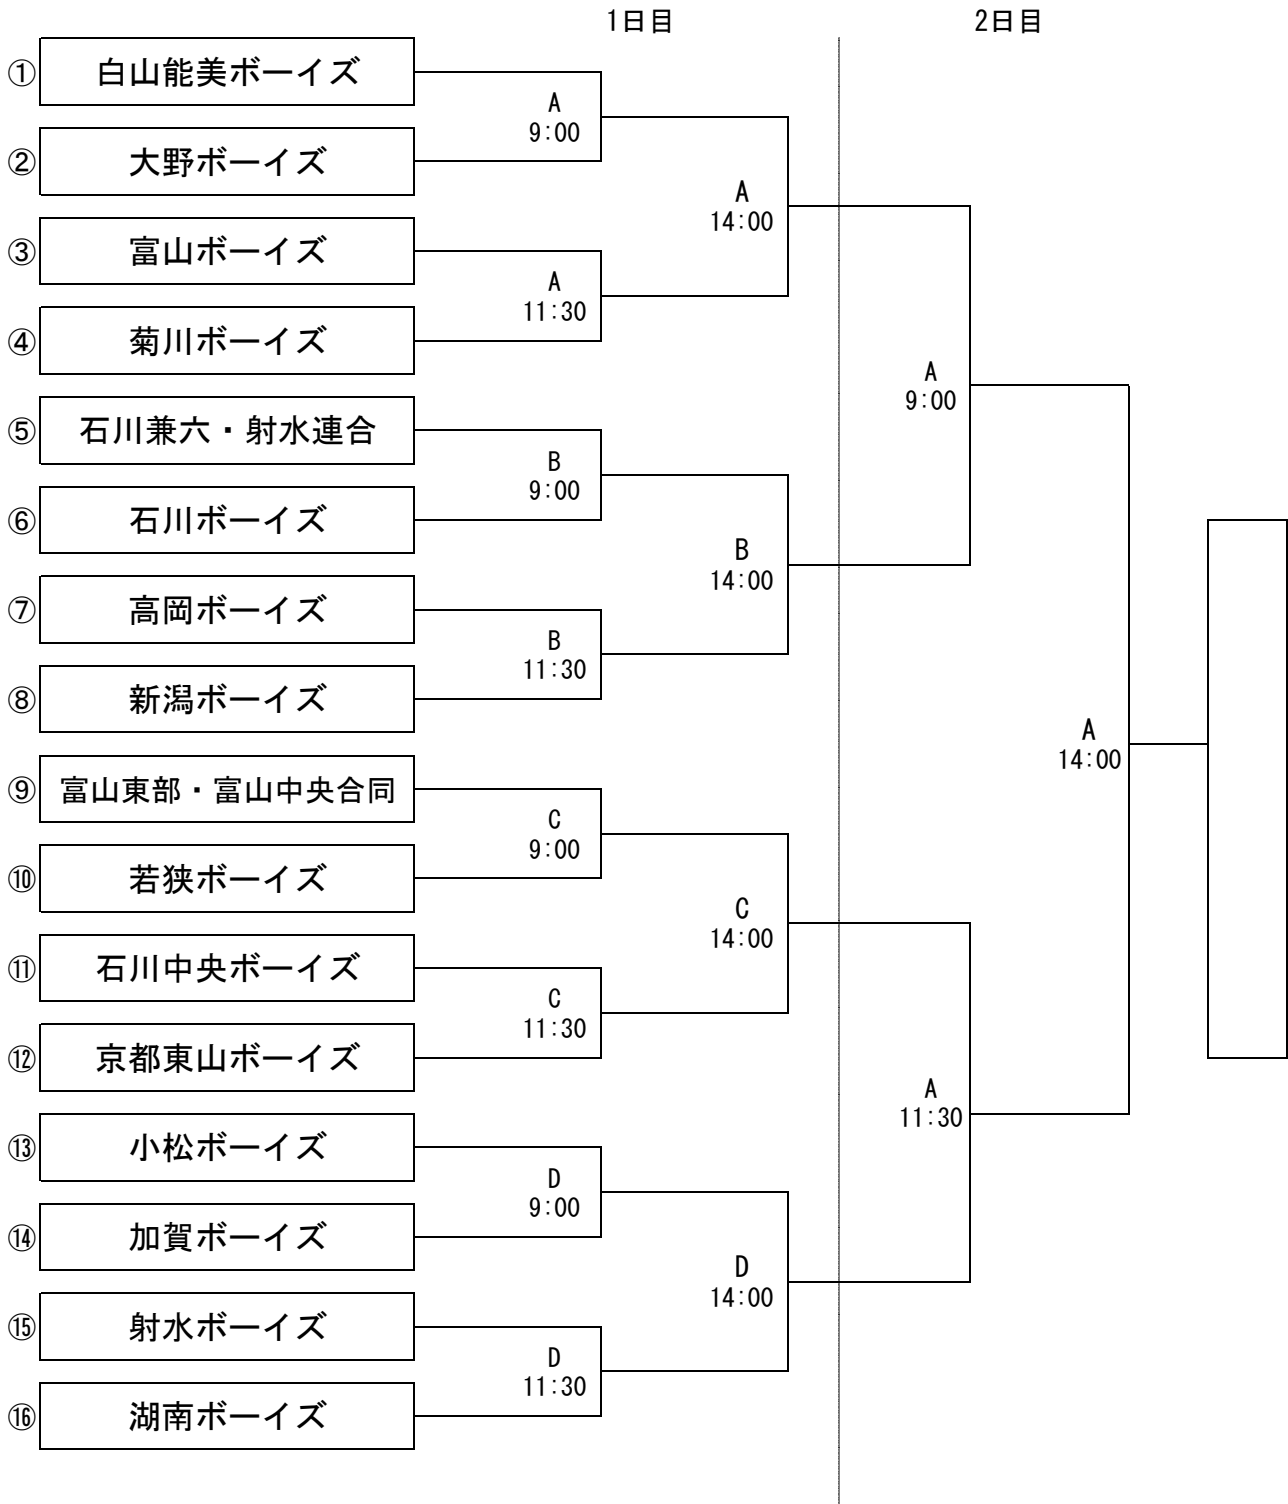 1日目
2日目
① 白山能美ボーイズ
A
9:00
② 大野ボーイズ
A
14:00
③ 富山ボーイズ
A
11:30
④ 菊川ボーイズ
A
9:00
⑤ 石川兼六・射水連合
B
9:00
⑥ 石川ボーイズ
B
14:00
⑦ 高岡ボーイズ
B
11:30
⑧ 新潟ボーイズ
A
14:00
⑨ 富山東部・富山中央合同
C
9:00
⑩ 若狭ボーイズ
C
14:00
⑪ 石川中央ボーイズ
C
11:30
⑫ 京都東山ボーイズ
A
11:30
⑬ 小松ボーイズ
D
9:00
⑭ 加賀ボーイズ
D
14:00
⑮ 射水ボーイズ
D
11:30
⑯ 湖南ボーイズ